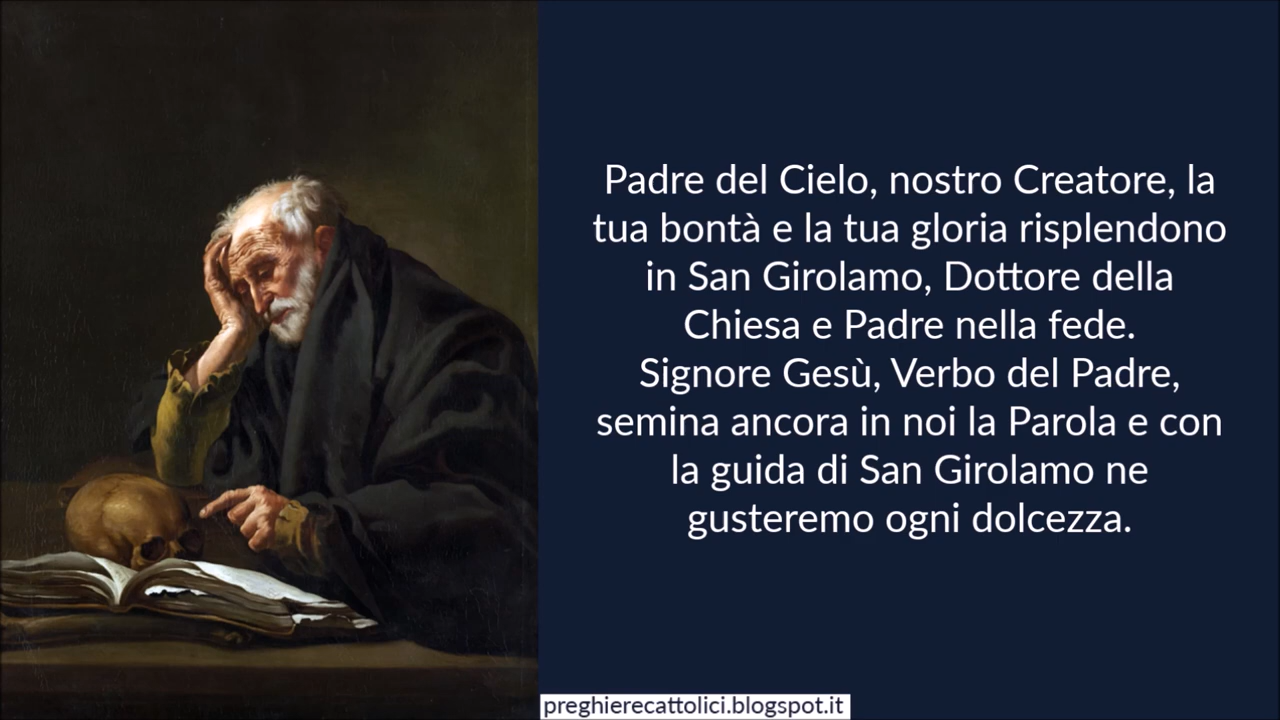 Padre del Cielo, nostro Creatore, la
tua bontà e la tua gloria risplendono
in San Girolamo, Dottore della
Chiesa e Padre nella fede.
Signore Gesù, Verbo del Padre,
semina ancora in noi la Parola e con
la guida di San Girolamo ne
gusteremo ogni dolcezza.
preghierecattolici.blogspot.it